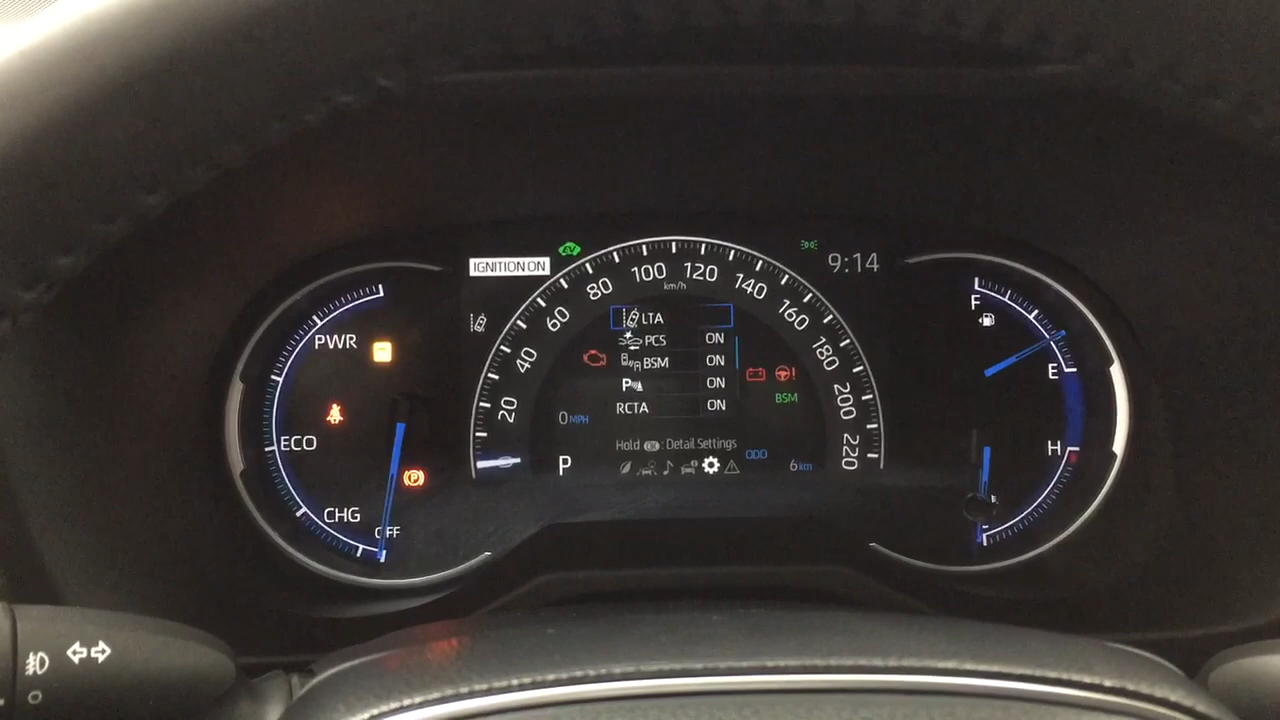 IGNITION ON
EV
9:14
PWR
ECO
CHG
OFF
20
40
60
80
100
120
140
160
180
200
220
km/h
LTA
PCS ON
BSM ON
P ON
RCTA ON
BSM
0 MPH
Hold OK : Detail Settings
P
ODO
6 km
F
E
H
P